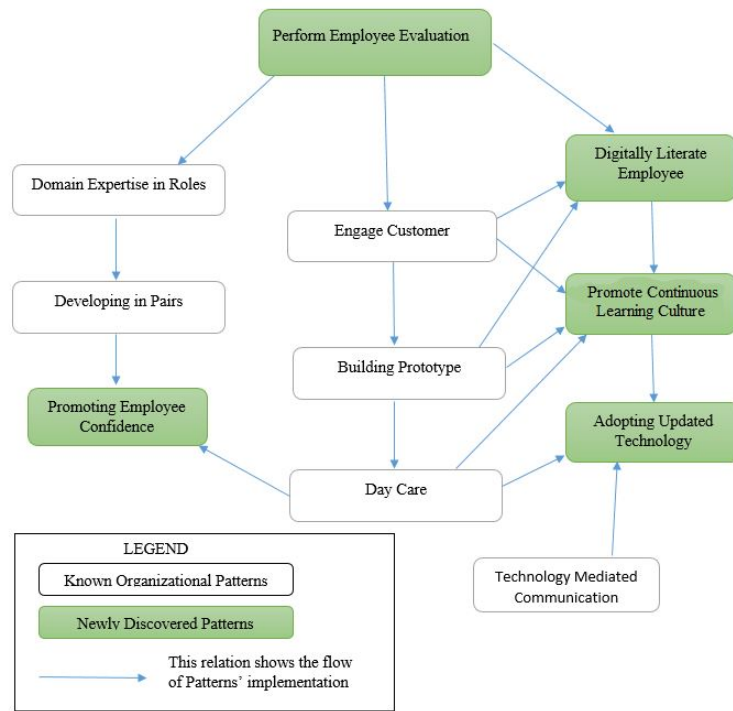 Perform Employee Evaluation
Digitally Literate
Employee
Domain Expertise in Roles
Engage Customer
Developing in Pairs
Promote Continuous
Learning Culture
Building Prototype
Promoting Employee
Confidence
Adopting Updated
Technology
Day Care
LEGEND
Known Organizational Patterns
Newly Discovered Patterns
This relation shows the flow
of Patterns’ implementation
Technology Mediated
Communication